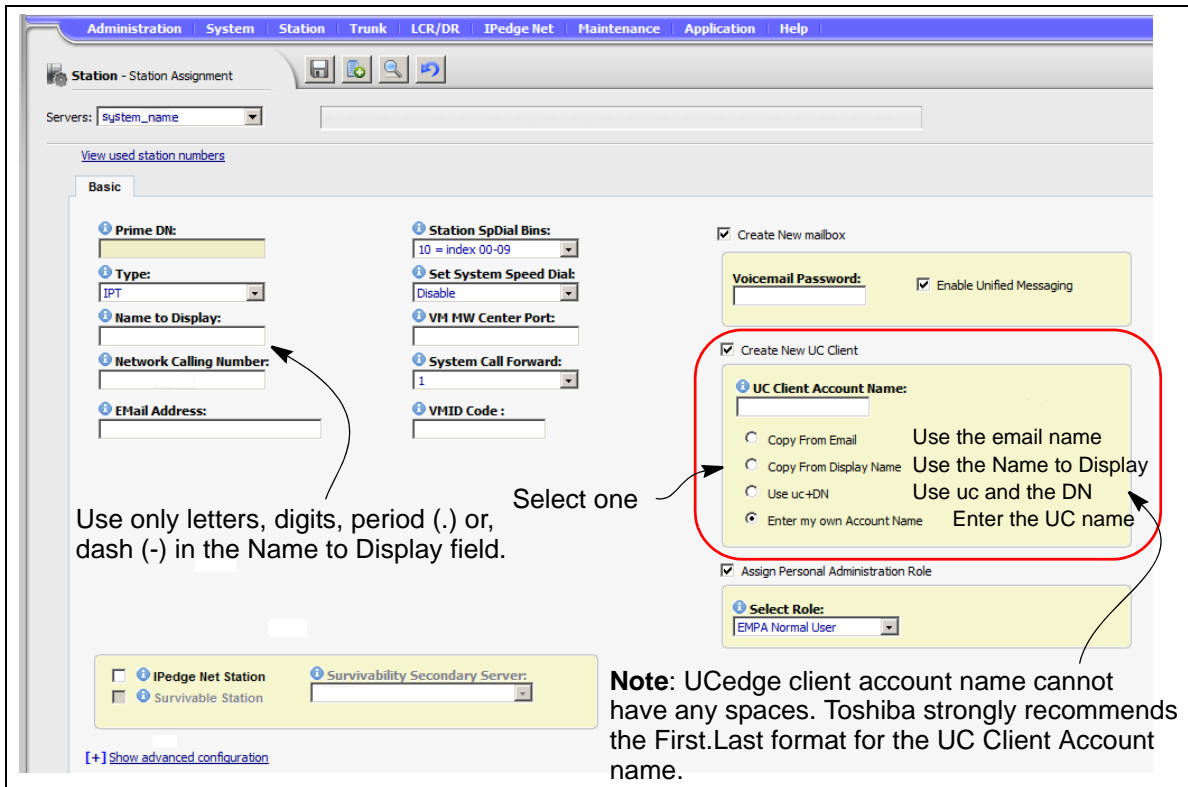 Administration System Station Trunk LCR/DR IPedge Net Maintenance Application Help
Station - Station Assignment
Servers: system_name
View used station numbers
Basic
Prime DN:
Type:
IPT
Name to Display:
Network Calling Number:
EMail Address:
Station SpDial Bins:
10 = index 00-09
Set System Speed Dial:
Disable
VM MW Center Port:
System Call Forward:
1
VMID Code :
Create New mailbox
Voicemail Password:
Enable Unified Messaging
Create New UC Client
UC Client Account Name:
Copy From Email Use the email name
Copy From Display Name Use the Name to Display
Use uc+DN Use uc and the DN
Enter my own Account Name Enter the UC name
Select one
Use only letters, digits, period (.) or,
dash (-) in the Name to Display field.
Assign Personal Administration Role
Select Role:
EMPA Normal User
IPedge Net Station
Survivable Station
Survivability Secondary Server:
Note: UCedge client account name cannot
have any spaces. Toshiba strongly recommends
the First.Last format for the UC Client Account
name.
[+] Show advanced configuration